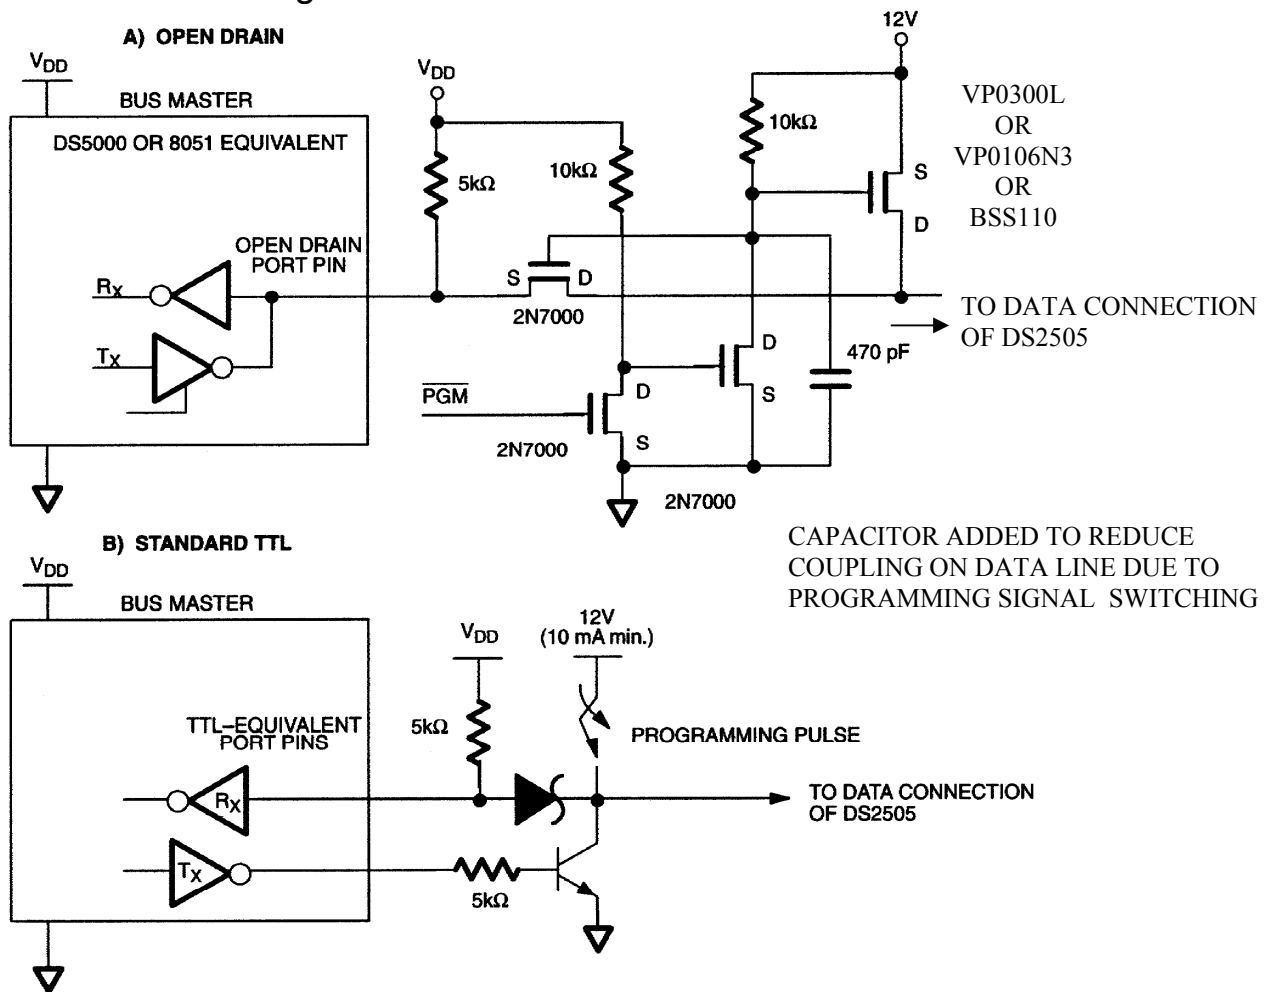 A) OPEN DRAIN
12V
VDD
VDD
BUS MASTER
DS5000 OR 8051 EQUIVALENT
5kΩ
10kΩ
10kΩ
VP0300L
OR
VP0106N3
OR
BSS110
S
D
OPEN DRAIN
PORT PIN
RX
TX
S
D
2N7000
TO DATA CONNECTION
OF DS2505
D
S
470 pF
PGM
D
S
2N7000
2N7000
CAPACITOR ADDED TO REDUCE
COUPLING ON DATA LINE DUE TO
PROGRAMMING SIGNAL SWITCHING
B) STANDARD TTL
VDD
BUS MASTER
VDD
12V
(10 mA min.)
5kΩ
PROGRAMMING PULSE
TTL–EQUIVALENT
PORT PINS
RX
TX
5kΩ
TO DATA CONNECTION
OF DS2505